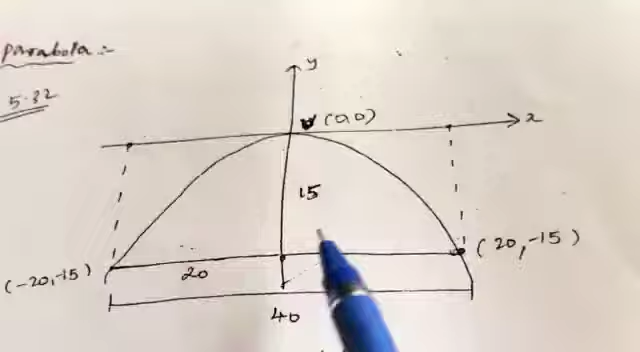 Parabola :-
5.32
y
V (0,0)
x
15
(20, -15)
(-20, -15)
20
40